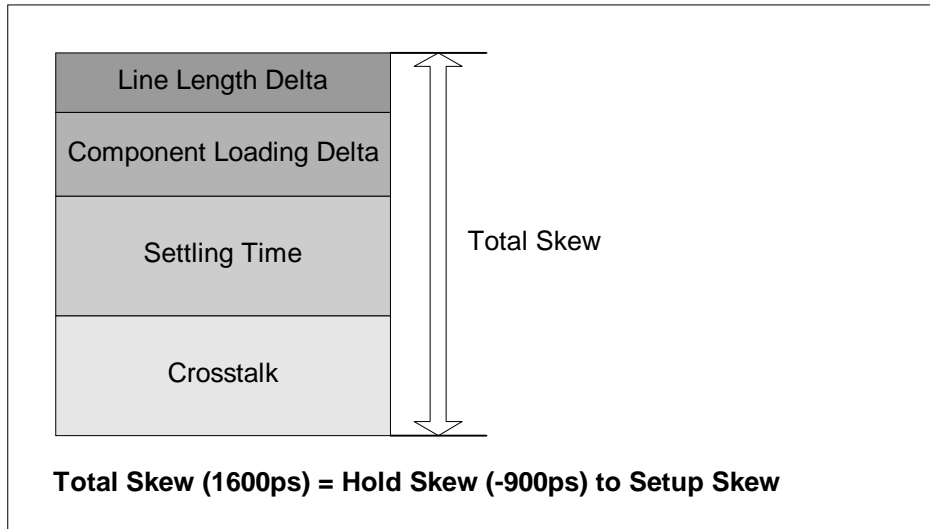 Line Length Delta
Component Loading Delta
Settling Time
Crosstalk
Total Skew
Total Skew (1600ps) = Hold Skew (-900ps) to Setup Skew